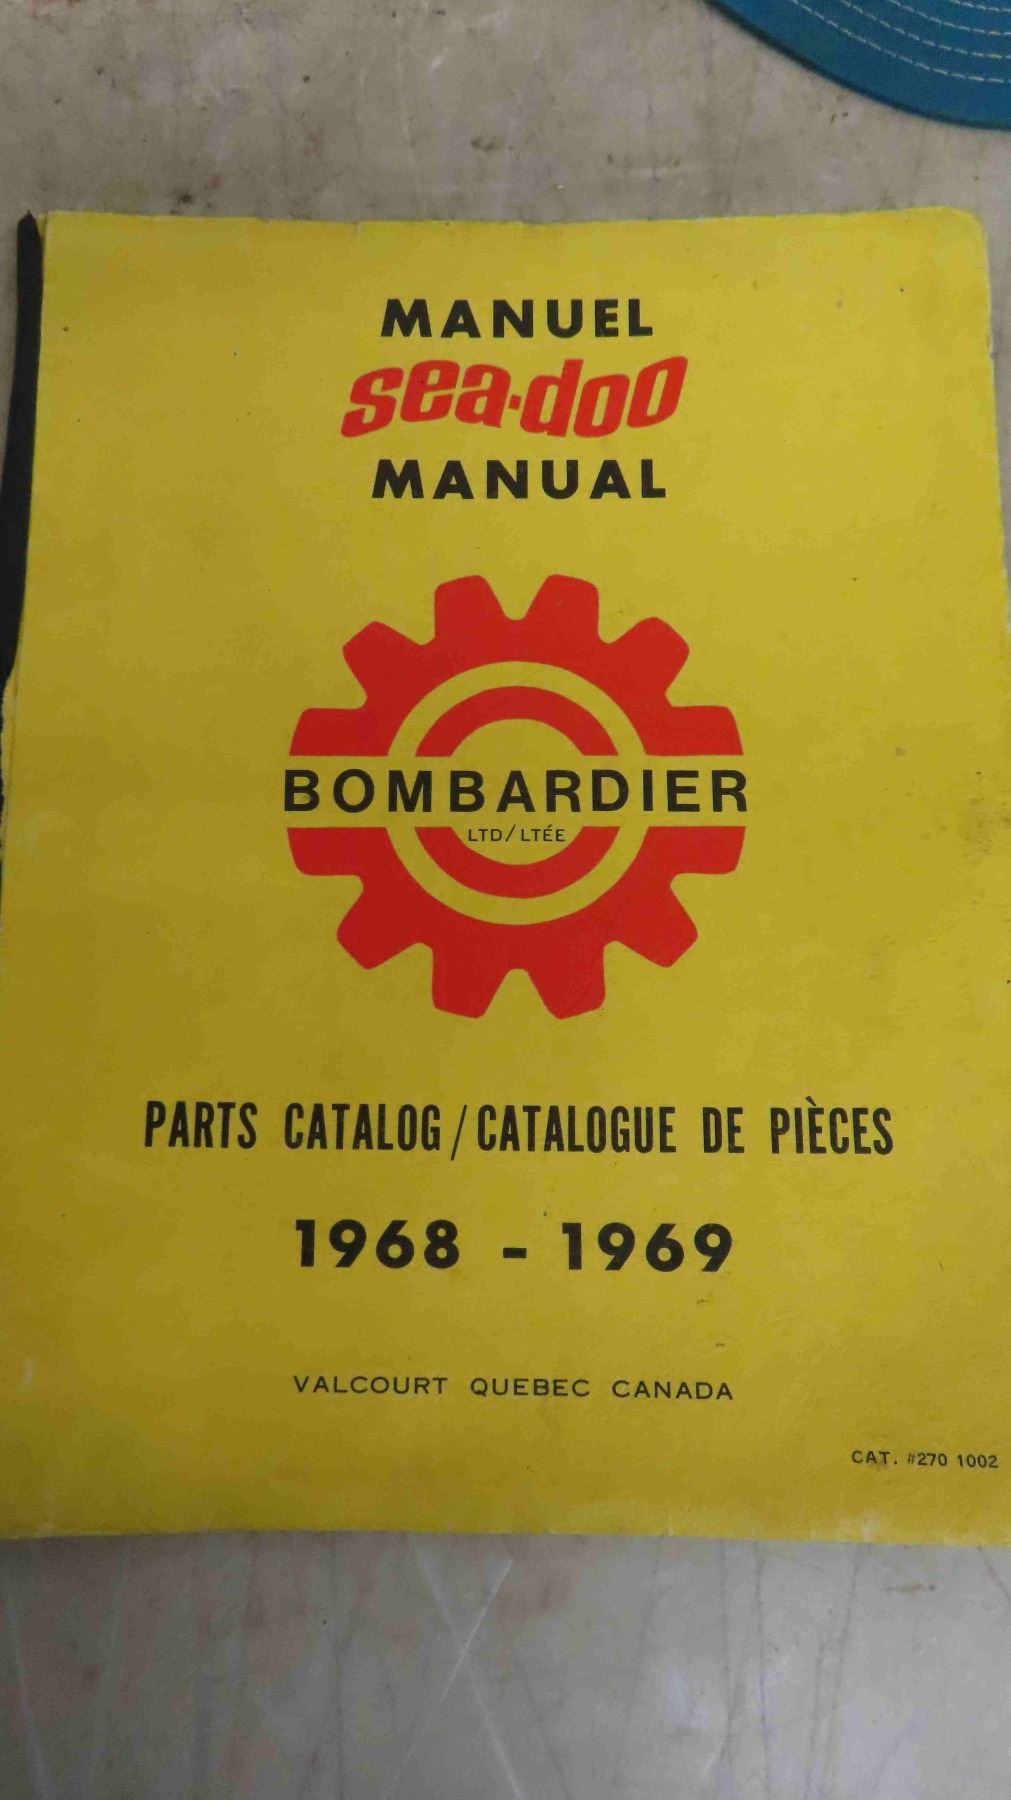 MANUEL
sea-doo
MANUAL
BOMBARDIER
LTD/LTÉE
PARTS CATALOG/CATALOGUE DE PIÈCES
1968 - 1969
VALCOURT QUEBEC CANADA
CAT. #270 1002